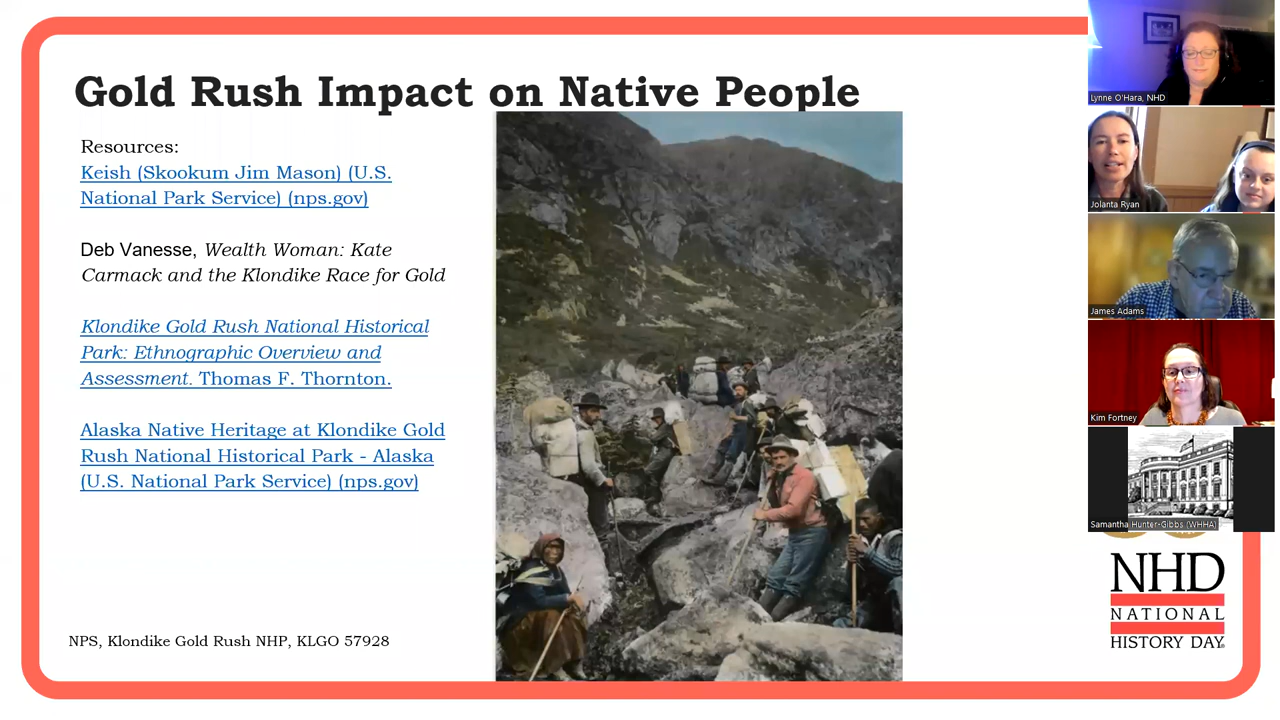 Gold Rush Impact on Native People
Resources:
Keish (Skookum Jim Mason) (U.S.
National Park Service) (nps.gov)
Deb Vanesse, Wealth Woman: Kate
Carmack and the Klondike Race for Gold
Klondike Gold Rush National Historical
Park: Ethnographic Overview and
Assessment. Thomas F. Thornton.
Alaska Native Heritage at Klondike Gold
Rush National Historical Park - Alaska
(U.S. National Park Service) (nps.gov)
NPS, Klondike Gold Rush NHP, KLGO 57928
Lynne O'Hara, NHD
Jolanta Ryan
James Adams
Kim Fortney
Samantha Hunter-Gibbs (WHHA)
NHD
NATIONAL
HISTORY DAY®